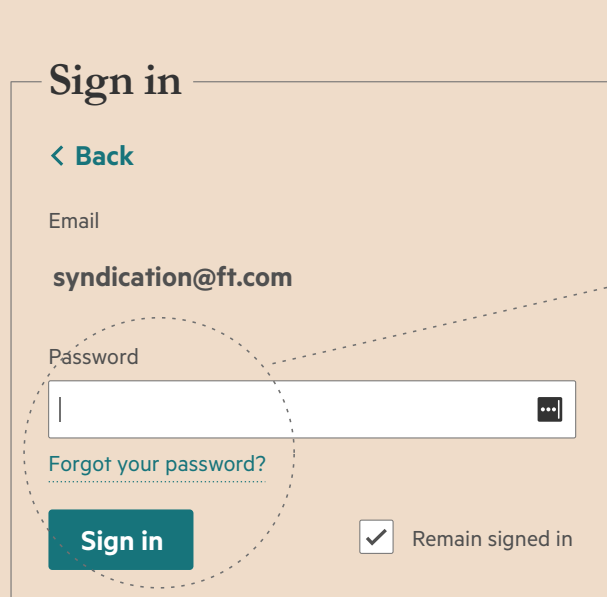 Sign in
Back
Email
syndication@ft.com
Password
Forgot your password?
Sign in
Remain signed in